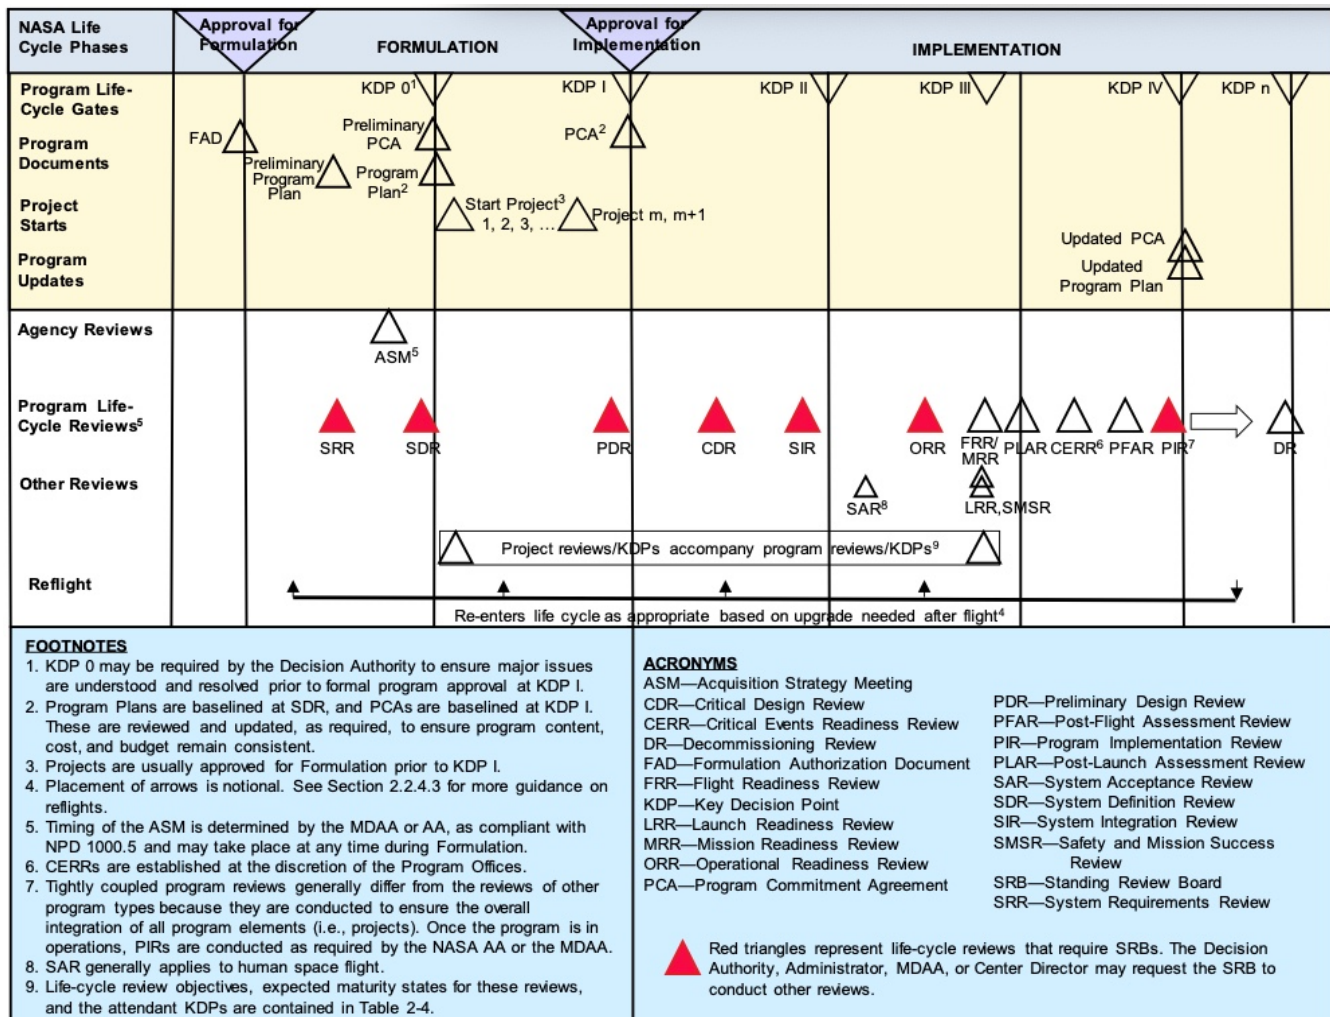 NASA Life
Cycle Phases
Approval for
Formulation
FORMULATION
Approval for
Implementation
IMPLEMENTATION
Program Life-
Cycle Gates
KDP 0¹
KDP I
KDP II
KDP III
KDP IV
KDP n
Program
Documents
FAD
Preliminary
Program
Plan
Preliminary
PCA
Program
Plan²
PCA²
Project
Starts
Start Project³
1, 2, 3, …
Project m, m+1
Program
Updates
Updated PCA
Updated
Program Plan
Agency Reviews
ASM⁵
Program Life-
Cycle Reviews⁵
SRR
SDR
PDR
CDR
SIR
ORR
FRR/
MRR
PLAR
CERR⁶
PFAR
PIR⁷
DR
Other Reviews
SAR⁸
LRR,SMSR
Project reviews/KDPs accompany program reviews/KDPs⁹
Reflight
Re-enters life cycle as appropriate based on upgrade needed after flight⁴
FOOTNOTES
1. KDP 0 may be required by the Decision Authority to ensure major issues
are understood and resolved prior to formal program approval at KDP I.
2. Program Plans are baselined at SDR, and PCAs are baselined at KDP I.
These are reviewed and updated, as required, to ensure program content,
cost, and budget remain consistent.
3. Projects are usually approved for Formulation prior to KDP I.
4. Placement of arrows is notional. See Section 2.2.4.3 for more guidance on
reflights.
5. Timing of the ASM is determined by the MDAA or AA, as compliant with
NPD 1000.5 and may take place at any time during Formulation.
6. CERRs are established at the discretion of the Program Offices.
7. Tightly coupled program reviews generally differ from the reviews of other
program types because they are conducted to ensure the overall
integration of all program elements (i.e., projects). Once the program is in
operations, PIRs are conducted as required by the NASA AA or the MDAA.
8. SAR generally applies to human space flight.
9. Life-cycle review objectives, expected maturity states for these reviews,
and the attendant KDPs are contained in Table 2-4.
ACRONYMS
ASM—Acquisition Strategy Meeting
CDR—Critical Design Review
CERR—Critical Events Readiness Review
DR—Decommissioning Review
FAD—Formulation Authorization Document
FRR—Flight Readiness Review
KDP—Key Decision Point
LRR—Launch Readiness Review
MRR—Mission Readiness Review
ORR—Operational Readiness Review
PCA—Program Commitment Agreement
PDR—Preliminary Design Review
PFAR—Post-Flight Assessment Review
PIR—Program Implementation Review
PLAR—Post-Launch Assessment Review
SAR—System Acceptance Review
SDR—System Definition Review
SIR—System Integration Review
SMSR—Safety and Mission Success
Review
SRB—Standing Review Board
SRR—System Requirements Review
Red triangles represent life-cycle reviews that require SRBs. The Decision
Authority, Administrator, MDAA, or Center Director may request the SRB to
conduct other reviews.